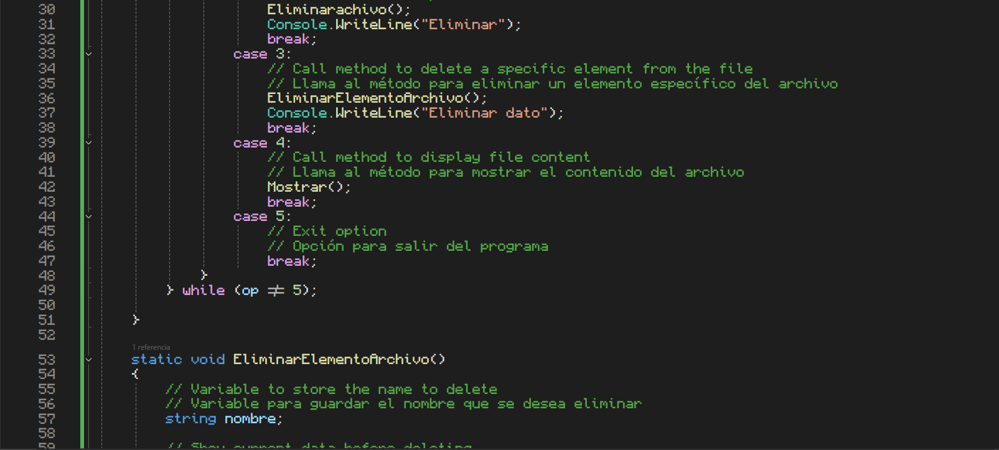 30 Eliminarachivo();
31 Console.WriteLine("Eliminar");
32 break;
33 case 3:
34 // Call method to delete a specific element from the file
35 // Llama al método para eliminar un elemento específico del archivo
36 EliminarElementoArchivo();
37 Console.WriteLine("Eliminar dato");
38 break;
39 case 4:
40 // Call method to display file content
41 // Llama al método para mostrar el contenido del archivo
42 Mostrar();
43 break;
44 case 5:
45 // Exit option
46 // Opción para salir del programa
47 break;
48 }
49 } while (op != 5);
50
51 }
52
1 referencia
53 static void EliminarElementoArchivo()
54 {
55 // Variable to store the name to delete
56 // Variable para guardar el nombre que se desea eliminar
57 string nombre;
58
59 // Show current data before deleting